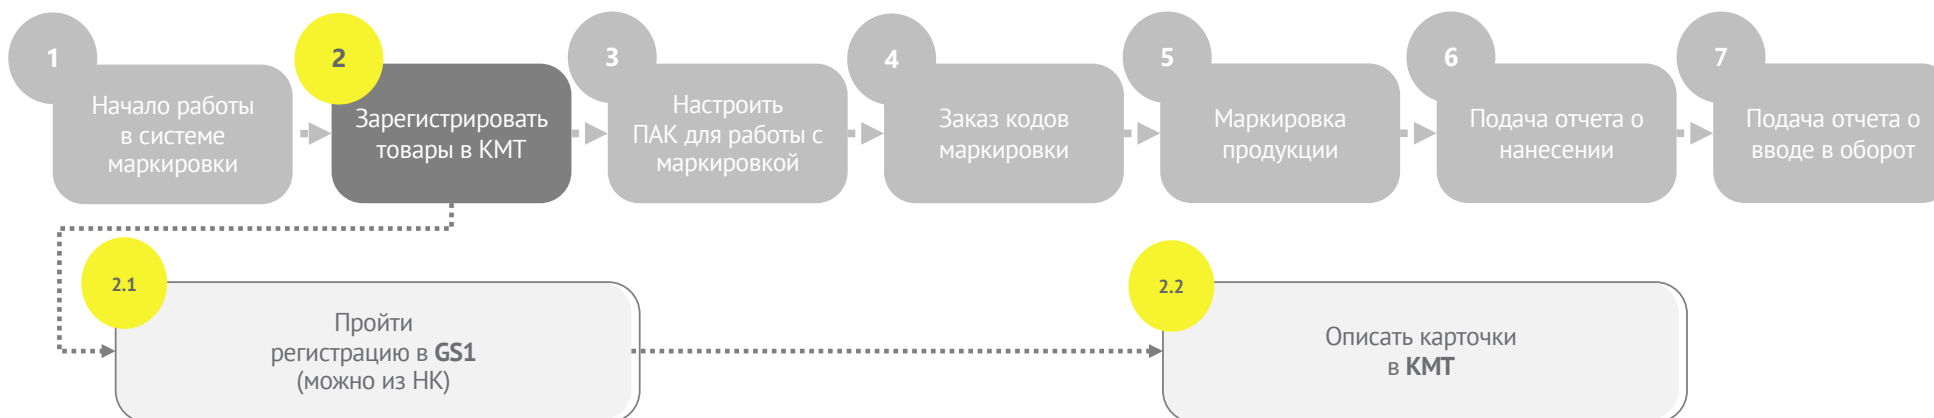 1
Начало работы
в системе
маркировки
2
Зарегистрировать
товары в КМТ
3
Настроить
ПАК для работы с
маркировкой
4
Заказ кодов
маркировки
5
Маркировка
продукции
6
Подача отчета о
нанесении
7
Подача отчета о
вводе в оборот
2.1
Пройти
регистрацию в GS1
(можно из НК)
2.2
Описать карточки
в КМТ